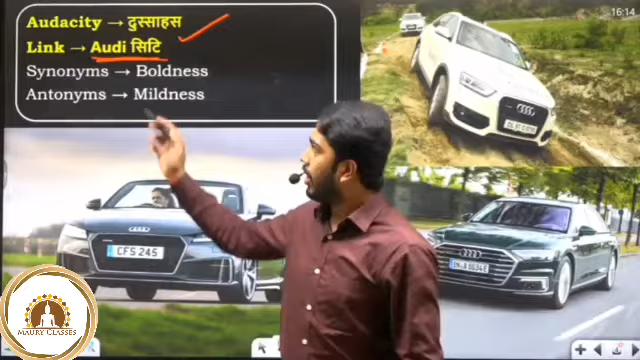 Audacity → दुस्साहस
Link → Audi सिटि
Synonyms → Boldness
Antonyms → Mildness
16:14
CFS 245
MAURY CLASSES